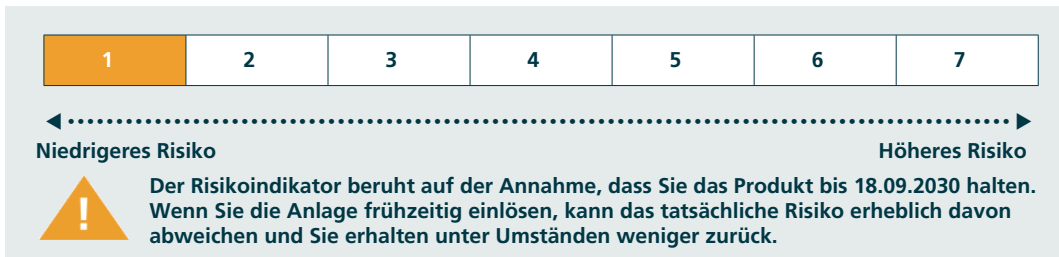 1 2 3 4 5 6 7
Niedrigeres Risiko Höheres Risiko
!
Der Risikoindikator beruht auf der Annahme, dass Sie das Produkt bis 18.09.2030 halten.
Wenn Sie die Anlage frühzeitig einlösen, kann das tatsächliche Risiko erheblich davon
abweichen und Sie erhalten unter Umständen weniger zurück.